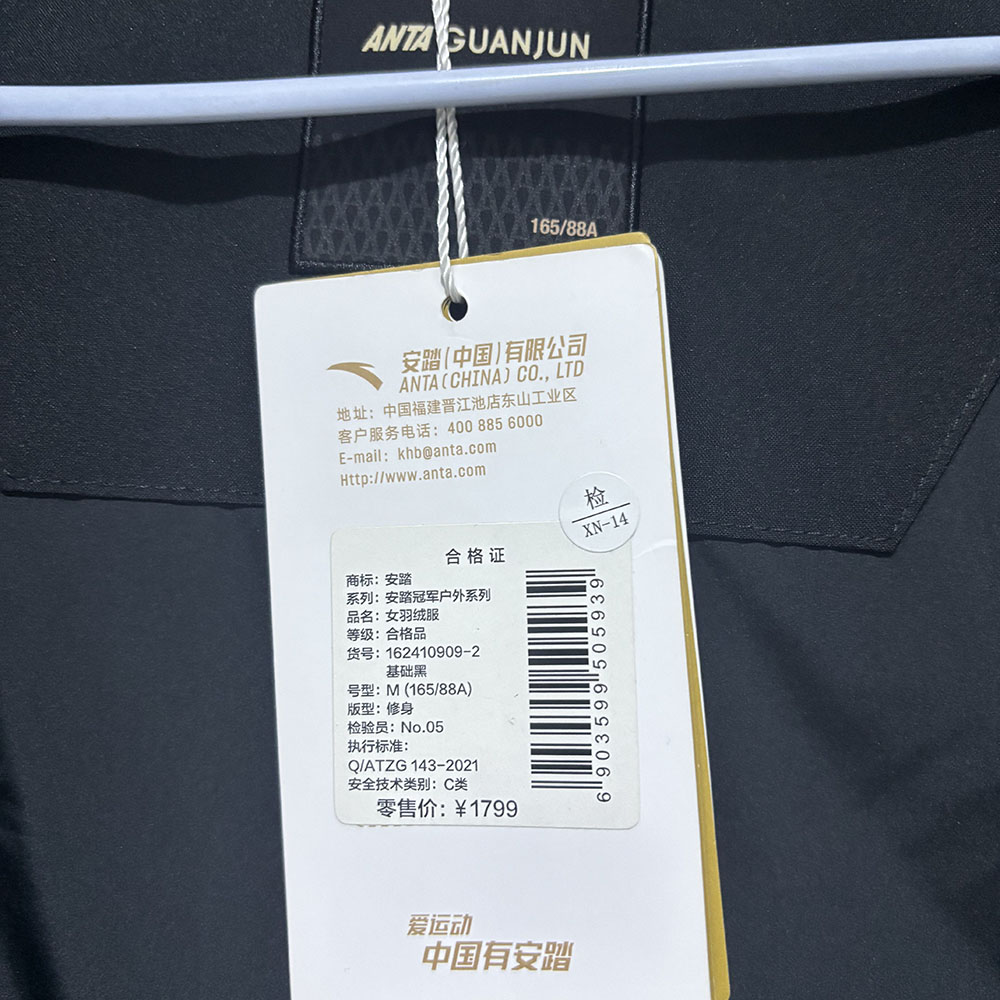 ANTA GUANJUN
165/88A
安踏(中国)有限公司
ANTA(CHINA) CO., LTD
地址：中国福建晋江池店东山工业区
客户服务电话：400 885 6000
E-mail：khb@anta.com
Http://www.anta.com
检
XN-14
合格证
商标：安踏
系列：安踏冠军户外系列
品名：女羽绒服
等级：合格品
货号：162410909-2
基础黑
号型：M (165/88A)
版型：修身
检验员：No.05
执行标准：
Q/ATZG 143-2021
安全技术类别：C类
零售价：￥1799
6903599505939
爱运动
中国有安踏